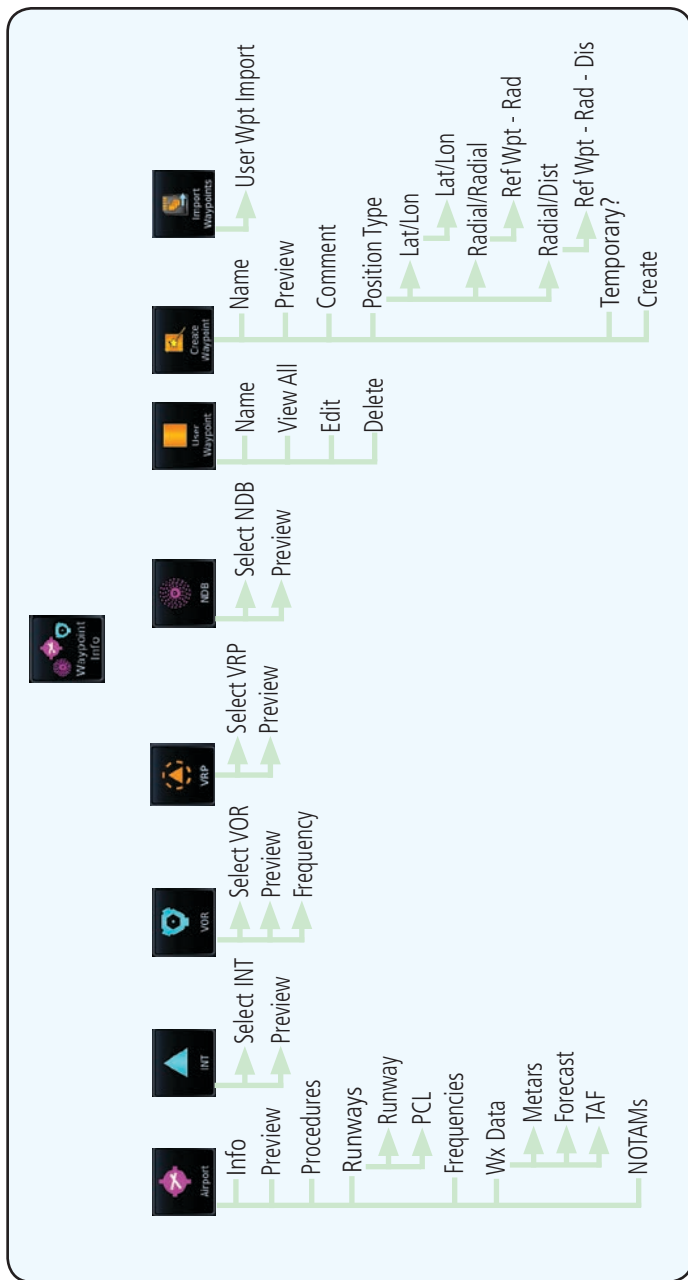 Waypoint
Info
Airport
Info
Preview
Procedures
Runways
Runway
PCL
Frequencies
Wx Data
Metars
Forecast
TAF
NOTAMs
INT
Select INT
Preview
VOR
Select VOR
Preview
Frequency
VRP
Select VRP
Preview
NDB
Select NDB
Preview
User
Waypoint
Name
View All
Edit
Delete
Create
Waypoint
Name
Preview
Comment
Position Type
Lat/Lon
Lat/Lon
Radial/Radial
Ref Wpt - Rad
Radial/Dist
Ref Wpt - Rad - Dis
Temporary?
Create
Import
Waypoints
User Wpt Import